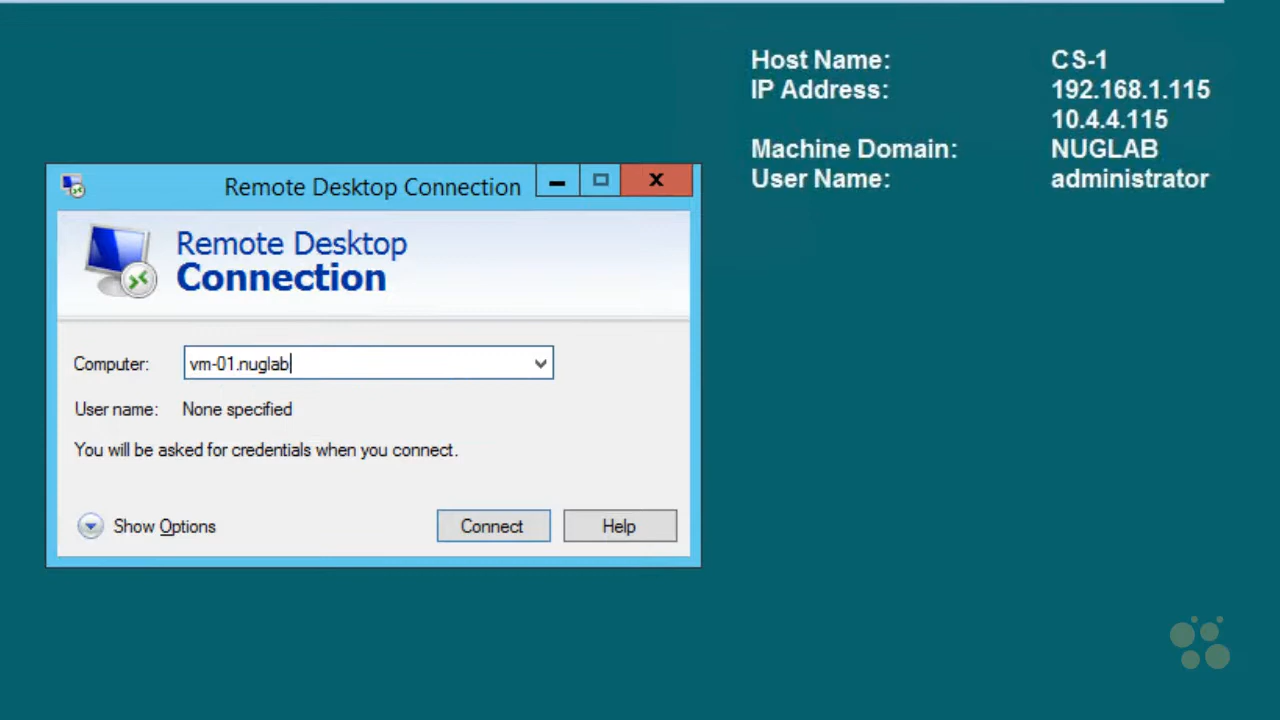 Host Name: CS-1
IP Address: 192.168.1.115
10.4.4.115
Machine Domain: NUGLAB
User Name: administrator
Remote Desktop Connection
Remote Desktop
Connection
Computer: vm-01.nuglab
User name: None specified
You will be asked for credentials when you connect.
Show Options
Connect
Help